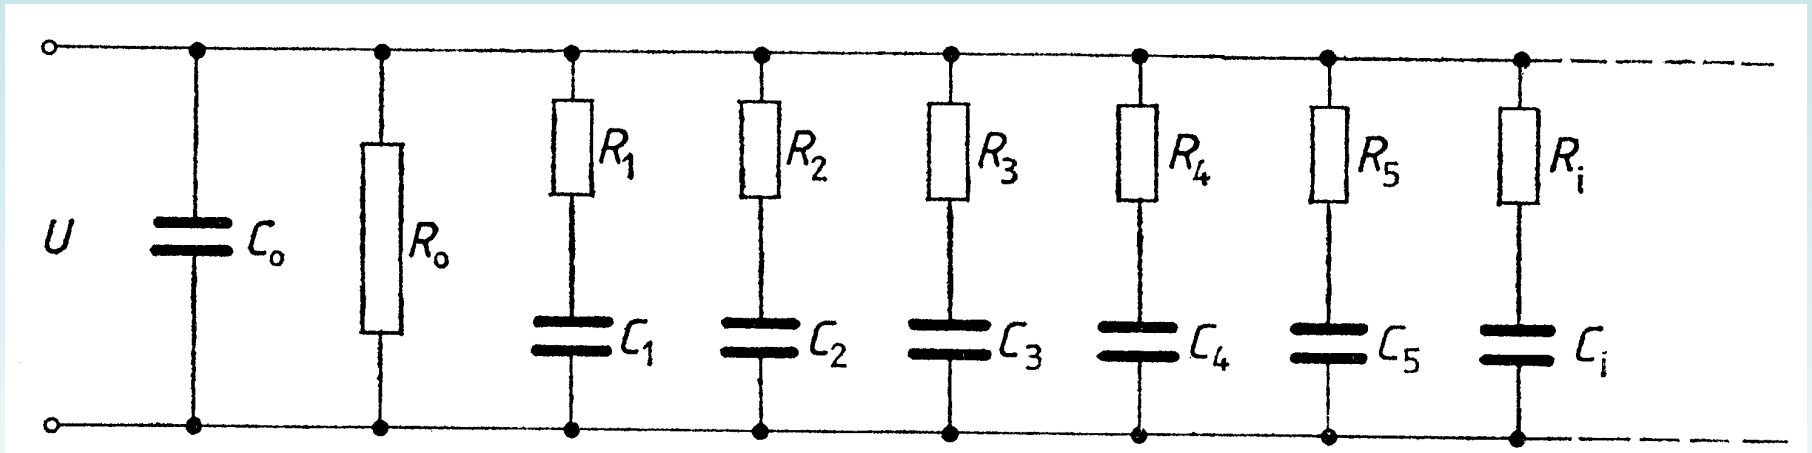 U
C₀
R₀
R₁
C₁
R₂
C₂
R₃
C₃
R₄
C₄
R₅
C₅
Rᵢ
Cᵢ